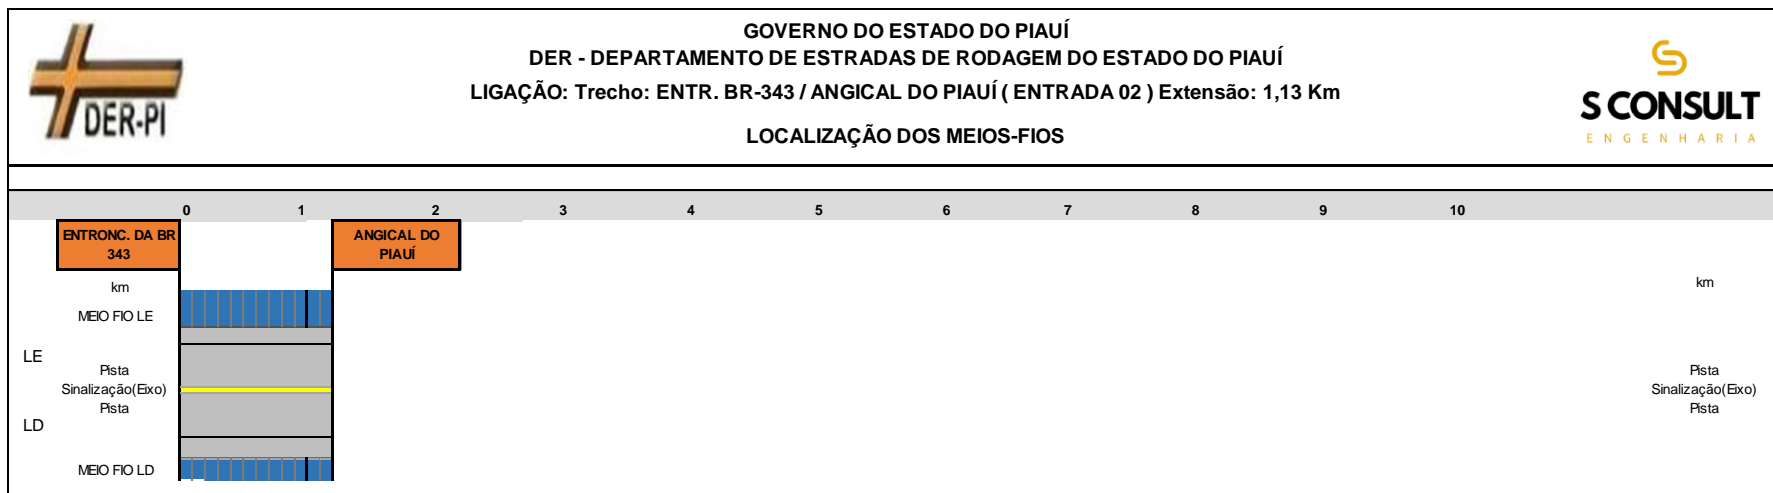 GOVERNO DO ESTADO DO PIAUÍ
DER - DEPARTAMENTO DE ESTRADAS DE RODAGEM DO ESTADO DO PIAUÍ
LIGAÇÃO: Trecho: ENTR. BR-343 / ANGICAL DO PIAUÍ ( ENTRADA 02 ) Extensão: 1,13 Km
LOCALIZAÇÃO DOS MEIOS-FIOS
DER-PI
S CONSULT
ENGENHARIA
0 1 2 3 4 5 6 7 8 9 10
ENTRONC. DA BR
343
ANGICAL DO
PIAUÍ
km
km
MEIO FIO LE
LE
Pista
Pista
Sinalização(Eixo)
Sinalização(Eixo)
Pista
Pista
LD
MEIO FIO LD